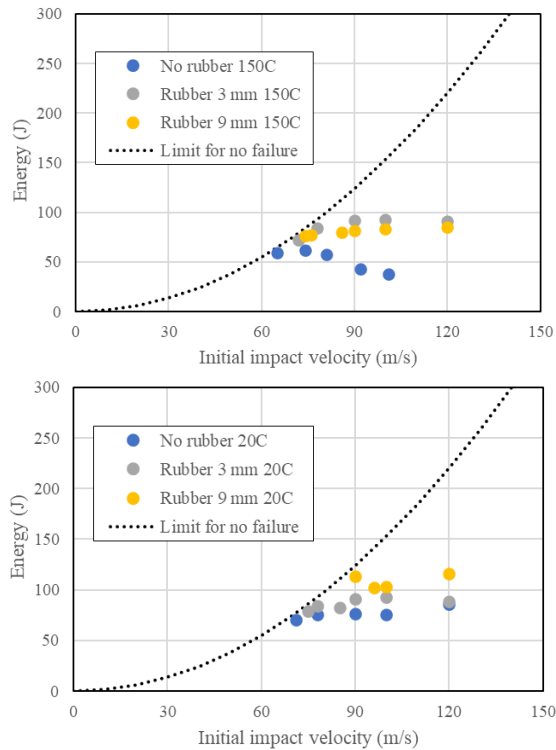 300
250
200
150
100
50
0
Energy (J)
No rubber 150C
Rubber 3 mm 150C
Rubber 9 mm 150C
Limit for no failure
0 30 60 90 120 150
Initial impact velocity (m/s)
300
250
200
150
100
50
0
Energy (J)
No rubber 20C
Rubber 3 mm 20C
Rubber 9 mm 20C
Limit for no failure
0 30 60 90 120 150
Initial impact velocity (m/s)